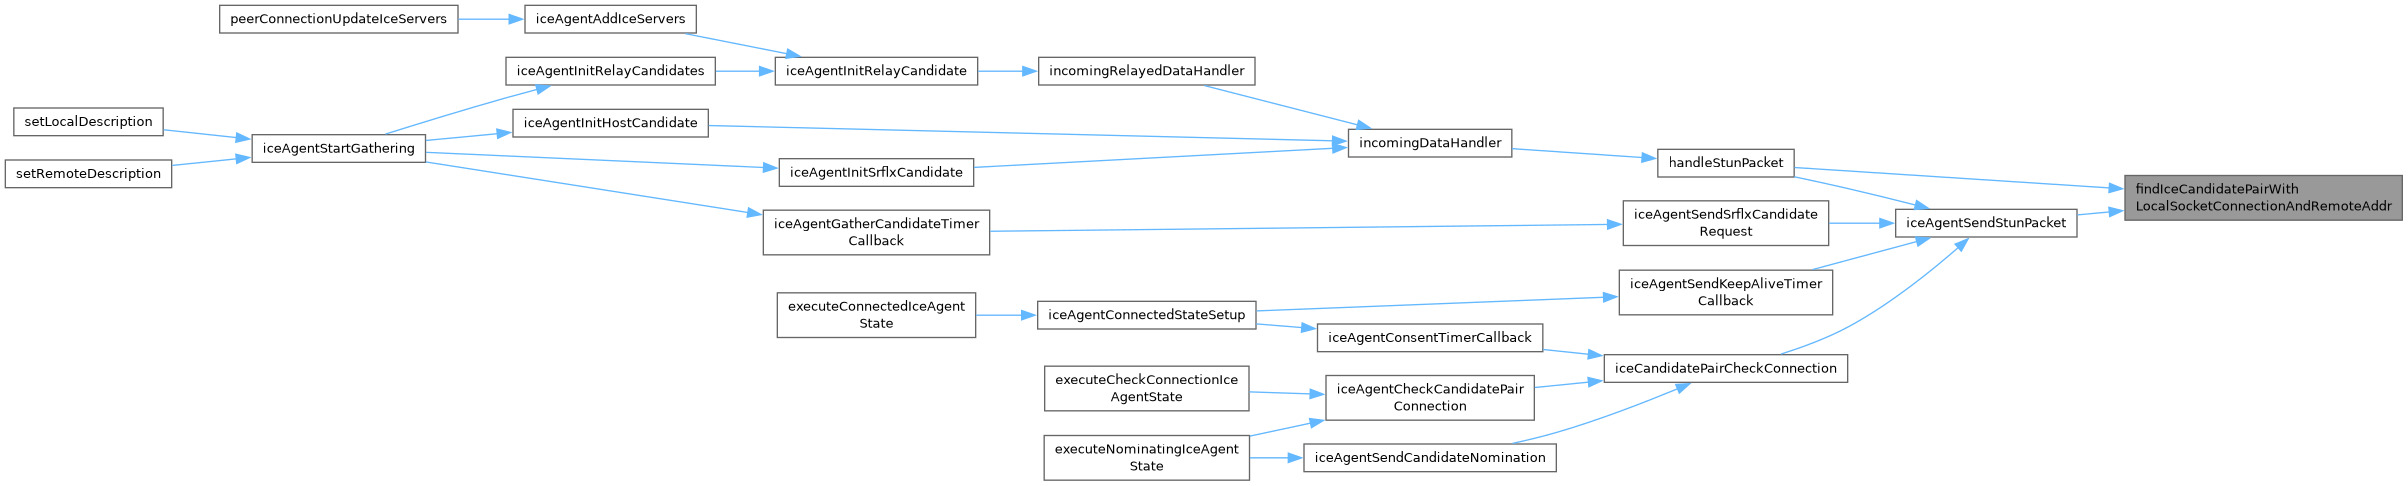 peerConnectionUpdateIceServers
iceAgentAddIceServers
iceAgentInitRelayCandidates
iceAgentInitRelayCandidate
incomingRelayedDataHandler
setLocalDescription
iceAgentInitHostCandidate
iceAgentStartGathering
incomingDataHandler
setRemoteDescription
iceAgentInitSrflxCandidate
handleStunPacket
findIceCandidatePairWith
LocalSocketConnectionAndRemoteAddr
iceAgentGatherCandidateTimer
Callback
iceAgentSendSrflxCandidate
Request
iceAgentSendStunPacket
iceAgentSendKeepAliveTimer
Callback
executeConnectedIceAgent
State
iceAgentConnectedStateSetup
iceAgentConsentTimerCallback
iceCandidatePairCheckConnection
executeCheckConnectionIce
AgentState
iceAgentCheckCandidatePair
Connection
executeNominatingIceAgent
State
iceAgentSendCandidateNomination